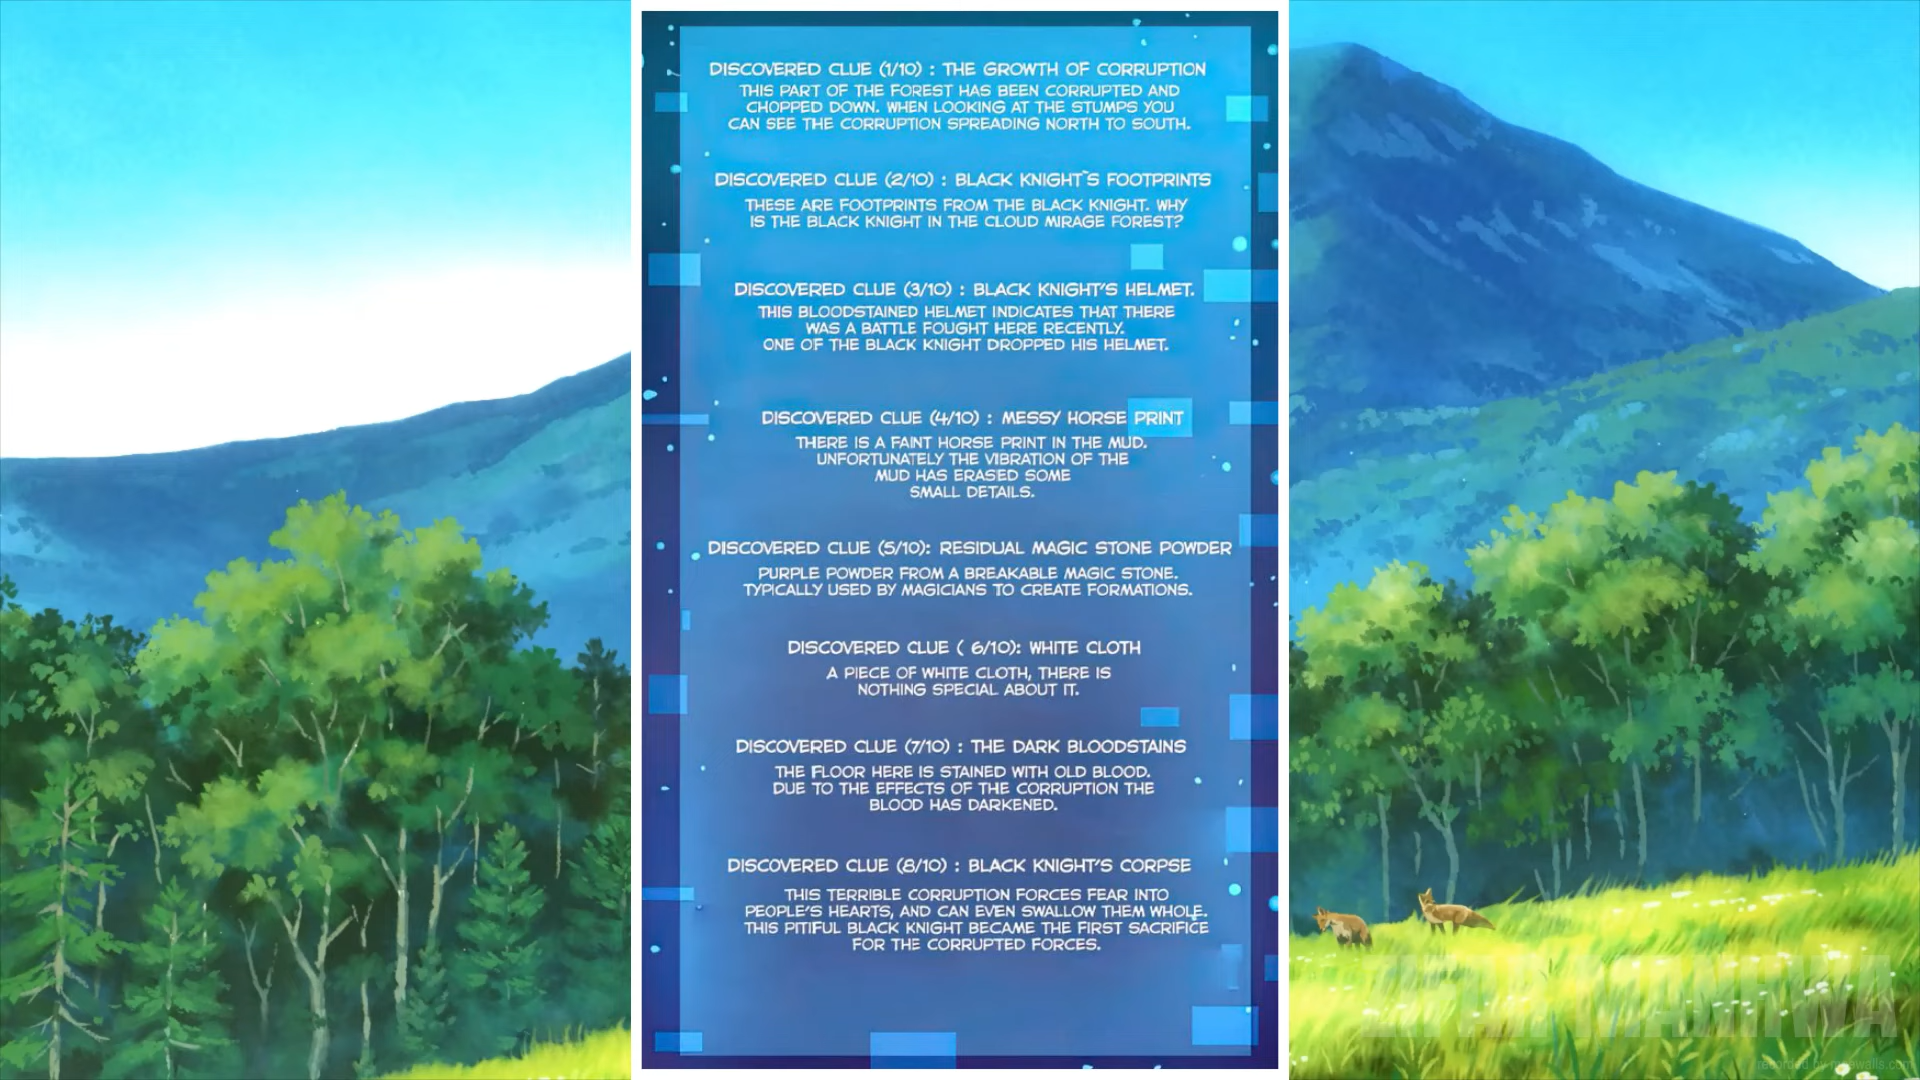 DISCOVERED CLUE (1/10) : THE GROWTH OF CORRUPTION
THIS PART OF THE FOREST HAS BEEN CORRUPTED AND
CHOPPED DOWN. WHEN LOOKING AT THE STUMPS YOU
CAN SEE THE CORRUPTION SPREADING NORTH TO SOUTH.
DISCOVERED CLUE (2/10) : BLACK KNIGHT`S FOOTPRINTS
THESE ARE FOOTPRINTS FROM THE BLACK KNIGHT. WHY
IS THE BLACK KNIGHT IN THE CLOUD MIRAGE FOREST?
DISCOVERED CLUE (3/10) : BLACK KNIGHT'S HELMET.
THIS BLOODSTAINED HELMET INDICATES THAT THERE
WAS A BATTLE FOUGHT HERE RECENTLY.
ONE OF THE BLACK KNIGHT DROPPED HIS HELMET.
DISCOVERED CLUE (4/10) : MESSY HORSE PRINT
THERE IS A FAINT HORSE PRINT IN THE MUD.
UNFORTUNATELY THE VIBRATION OF THE
MUD HAS ERASED SOME
SMALL DETAILS.
DISCOVERED CLUE (5/10): RESIDUAL MAGIC STONE POWDER
PURPLE POWDER FROM A BREAKABLE MAGIC STONE.
TYPICALLY USED BY MAGICIANS TO CREATE FORMATIONS.
DISCOVERED CLUE ( 6/10): WHITE CLOTH
A PIECE OF WHITE CLOTH, THERE IS
NOTHING SPECIAL ABOUT IT.
DISCOVERED CLUE (7/10) : THE DARK BLOODSTAINS
THE FLOOR HERE IS STAINED WITH OLD BLOOD.
DUE TO THE EFFECTS OF THE CORRUPTION THE
BLOOD HAS DARKENED.
DISCOVERED CLUE (8/10) : BLACK KNIGHT'S CORPSE
THIS TERRIBLE CORRUPTION FORCES FEAR INTO
PEOPLE'S HEARTS, AND CAN EVEN SWALLOW THEM WHOLE.
THIS PITIFUL BLACK KNIGHT BECAME THE FIRST SACRIFICE
FOR THE CORRUPTED FORCES.
MANHWA
recorded by